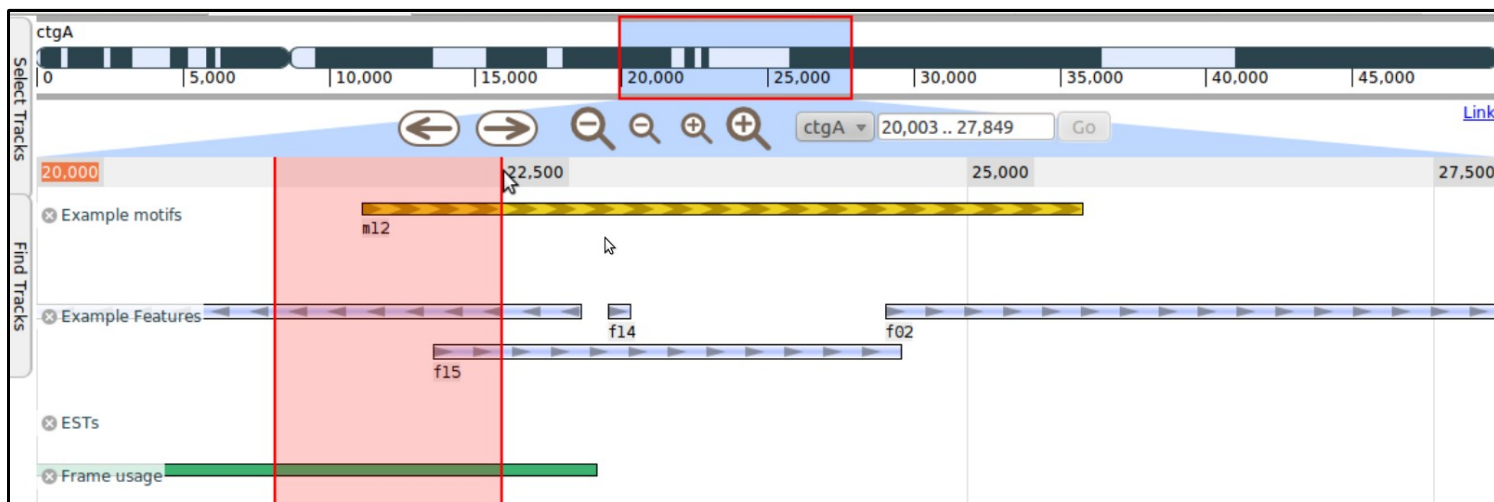 ctgA
0 5,000 10,000 15,000 20,000 25,000 30,000 35,000 40,000 45,000
Select Tracks
Find Tracks
ctgA 20,003 .. 27,849 Go
Link
20,000 22,500 25,000 27,500
Example motifs
m12
Example Features
f14
f02
f15
ESTs
Frame usage